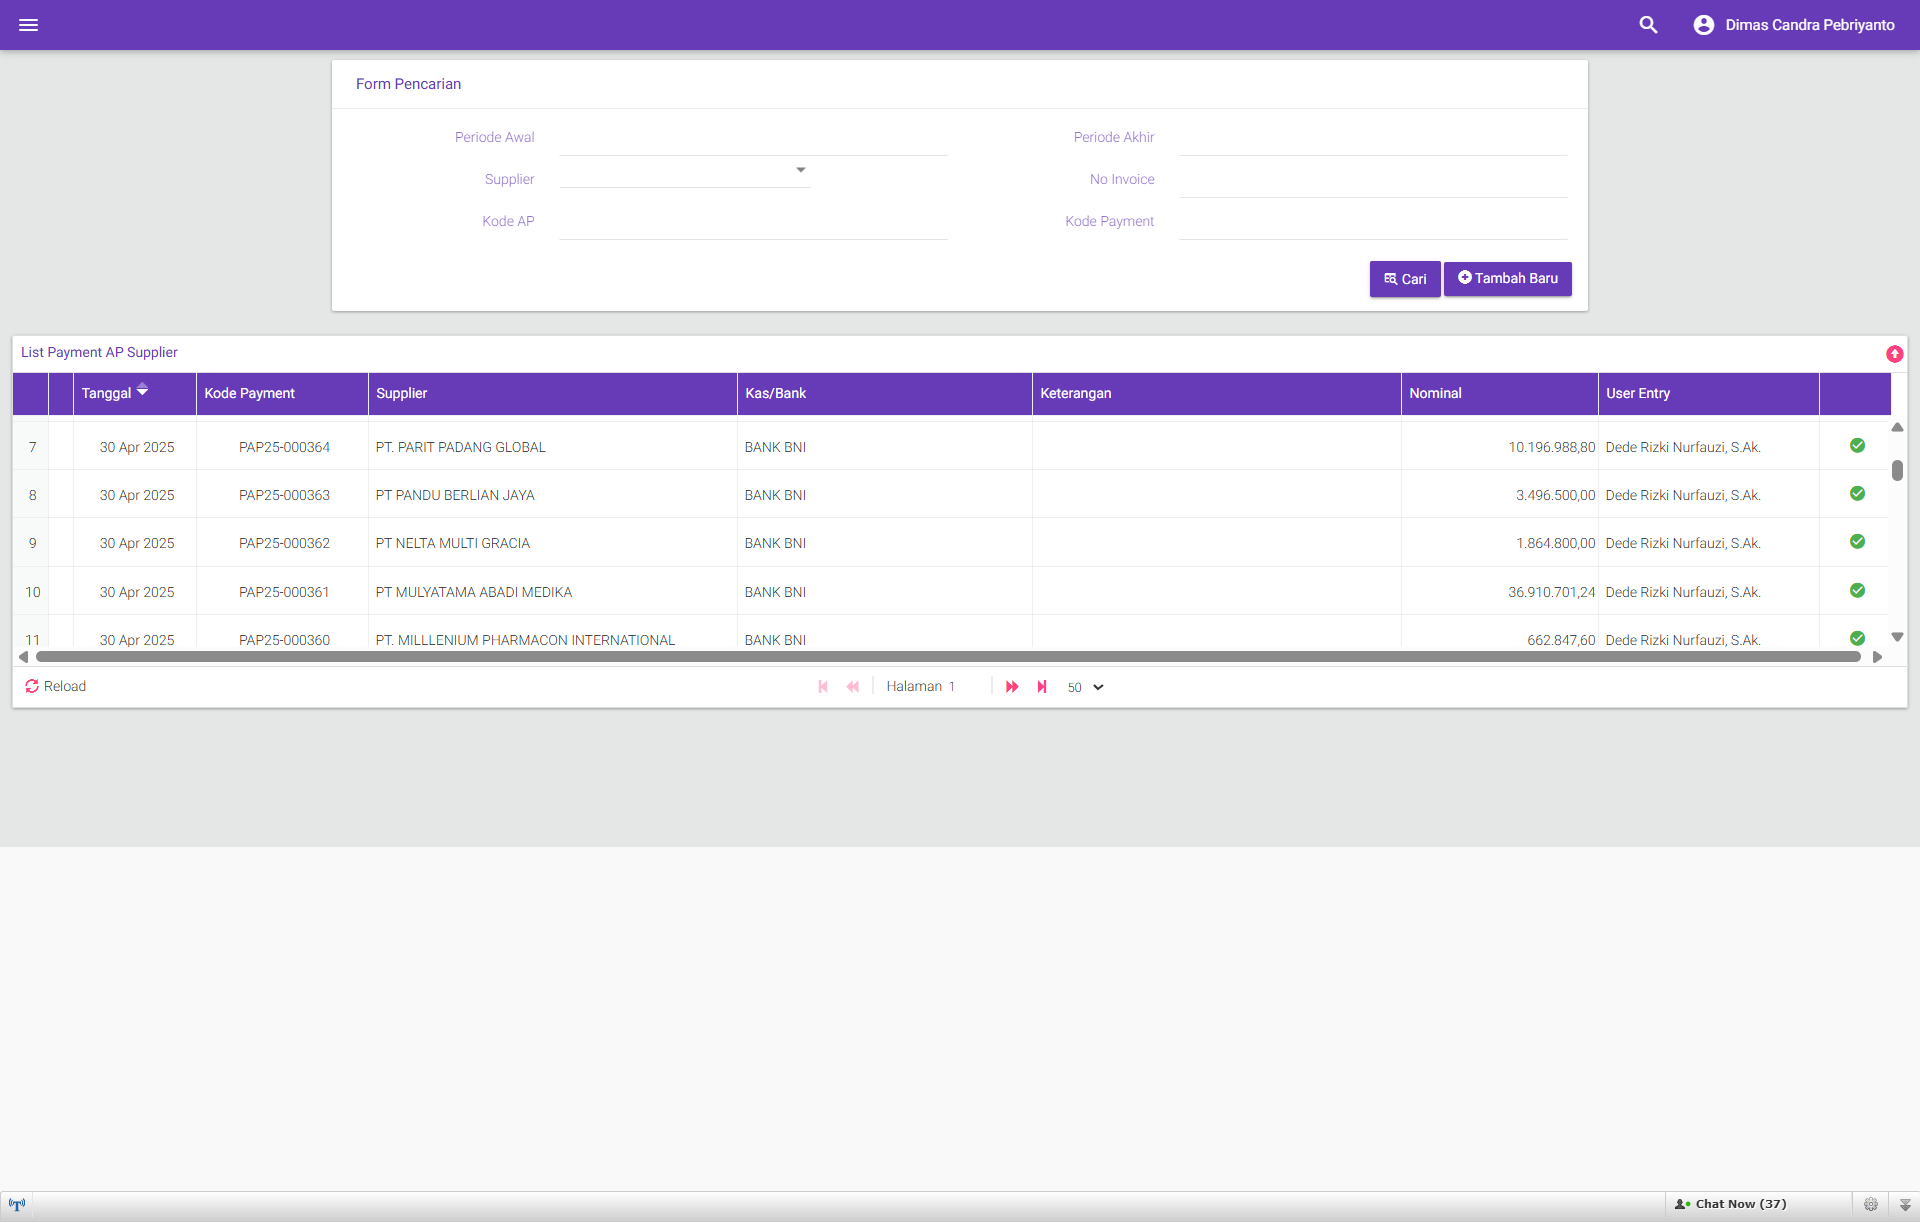 Dimas Candra Pebriyanto
Form Pencarian
Periode Awal
Periode Akhir
Supplier
No Invoice
Kode AP
Kode Payment
Cari
Tambah Baru
List Payment AP Supplier
Tanggal Kode Payment Supplier Kas/Bank Keterangan Nominal User Entry
7 30 Apr 2025 PAP25-000364 PT. PARIT PADANG GLOBAL BANK BNI 10.196.988,80 Dede Rizki Nurfauzi, S.Ak.
8 30 Apr 2025 PAP25-000363 PT PANDU BERLIAN JAYA BANK BNI 3.496.500,00 Dede Rizki Nurfauzi, S.Ak.
9 30 Apr 2025 PAP25-000362 PT NELTA MULTI GRACIA BANK BNI 1.864.800,00 Dede Rizki Nurfauzi, S.Ak.
10 30 Apr 2025 PAP25-000361 PT MULYATAMA ABADI MEDIKA BANK BNI 36.910.701,24 Dede Rizki Nurfauzi, S.Ak.
11 30 Apr 2025 PAP25-000360 PT. MILLLENIUM PHARMACON INTERNATIONAL BANK BNI 662.847,60 Dede Rizki Nurfauzi, S.Ak.
Reload
Halaman 1
50
Chat Now (37)